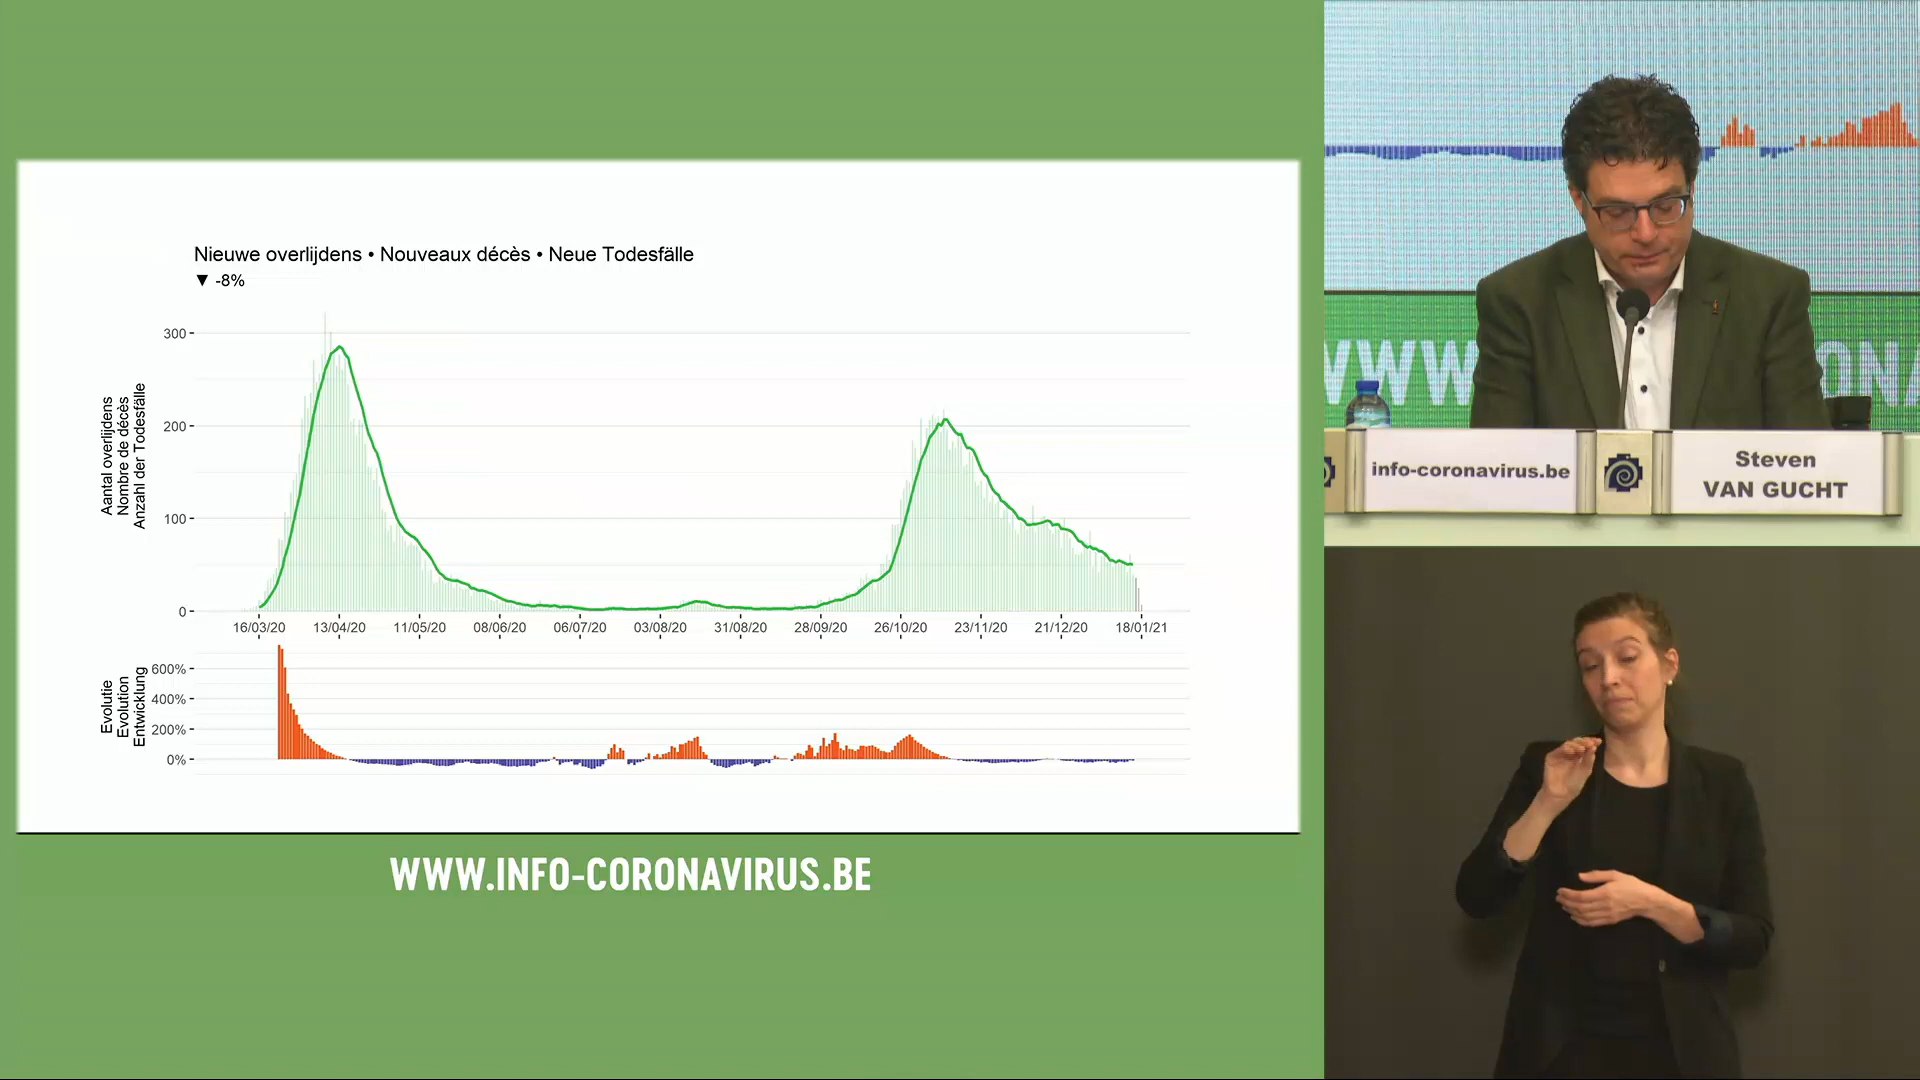 Nieuwe overlijdens • Nouveaux décès • Neue Todesfälle
▼ -8%
Aantal overlijdens
Nombre de décès
Anzahl der Todesfälle
300
200
100
0
16/03/20 13/04/20 11/05/20 08/06/20 06/07/20 03/08/20 31/08/20 28/09/20 26/10/20 23/11/20 21/12/20 18/01/21
Evolutie
Evolution
Entwicklung
600%
400%
200%
0%
WWW.INFO-CORONAVIRUS.BE
info-coronavirus.be
Steven
VAN GUCHT